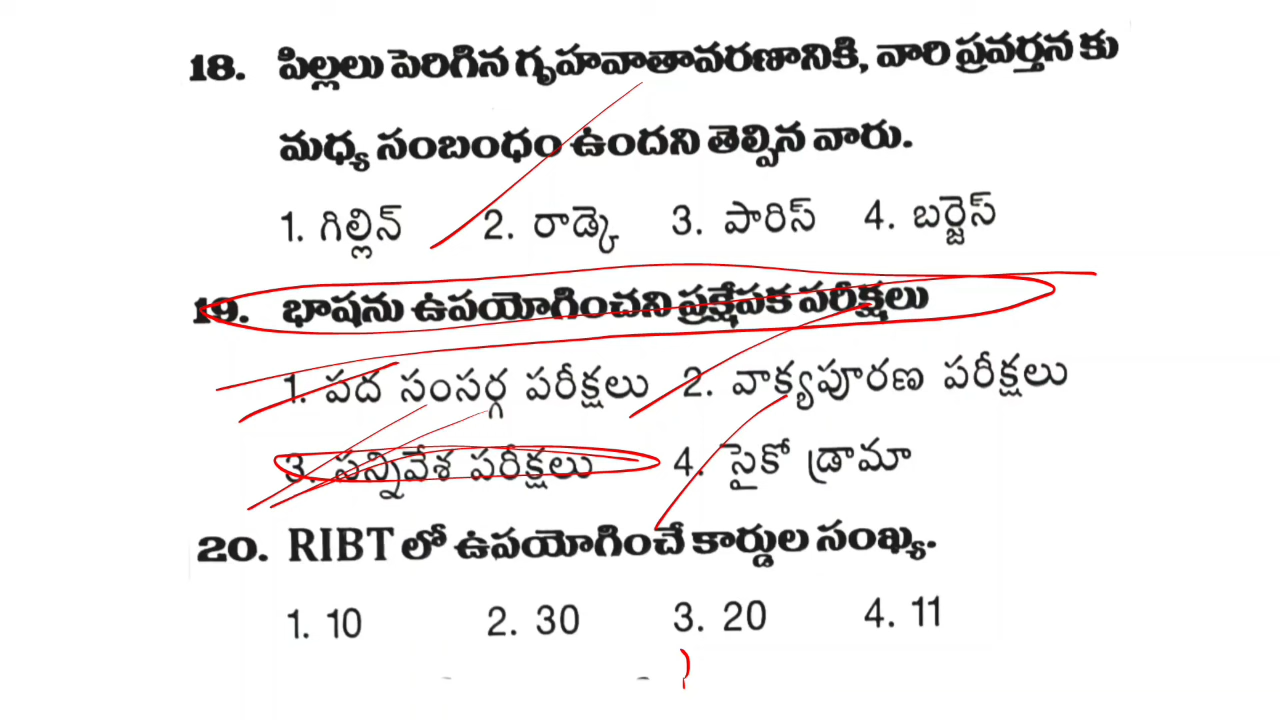 18. పిల్లలు పెరిగిన గృహవాతావరణానికి, వారి ప్రవర్తన కు
మధ్య సంబంధం ఉందని తెల్పిన వారు.
1. గిల్లిన్ 2. రాడ్కె 3. పారిస్ 4. బర్జెస్
19. భాషను ఉపయోగించని ప్రక్షేపక పరీక్షలు
1. పద సంసర్గ పరీక్షలు 2. వాక్యపూరణ పరీక్షలు
3. సన్నివేశ పరీక్షలు 4. సైకో డ్రామా
20. RIBT లో ఉపయోగించే కార్డుల సంఖ్య.
1. 10 2. 30 3. 20 4. 11